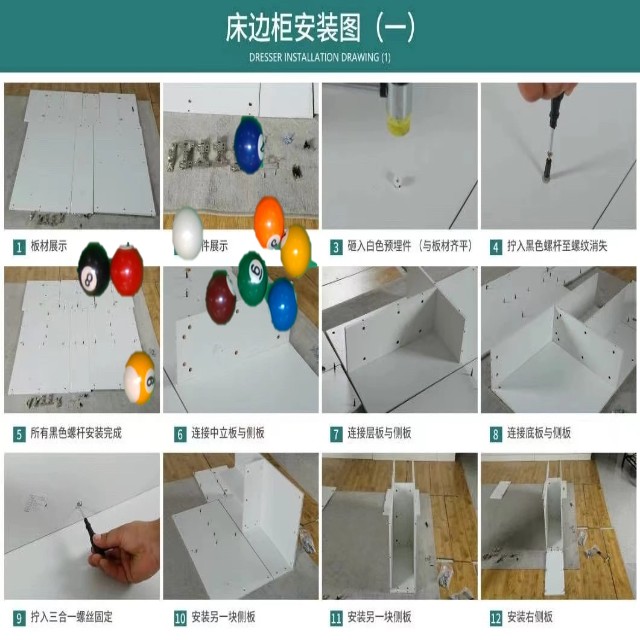 床边柜安装图（一）
DRESSER INSTALLATION DRAWING (1)
1 板材展示
件展示
3 砸入白色预埋件（与板材齐平）
4 拧入黑色螺杆至螺纹消失
8
6
5 所有黑色螺杆安装完成
6 连接中立板与侧板
7 连接层板与侧板
8 连接底板与侧板
9 拧入三合一螺丝固定
10 安装另一块侧板
11 安装另一块侧板
12 安装右侧板